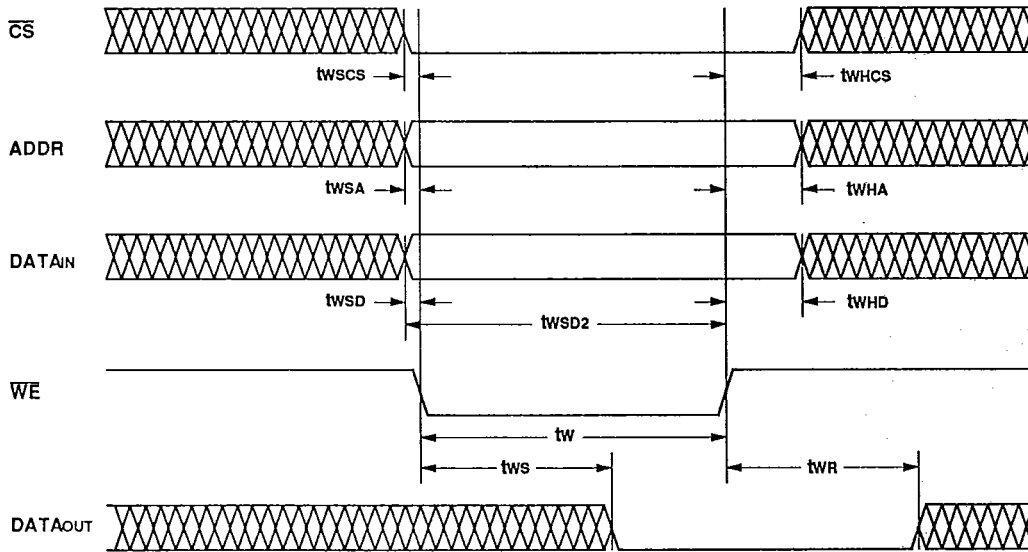 CS
tWSCS
tWHCS
ADDR
tWSA
tWHA
DATAIN
tWSD
tWHD
tWSD2
WE
tW
tWS
tWR
DATAOUT